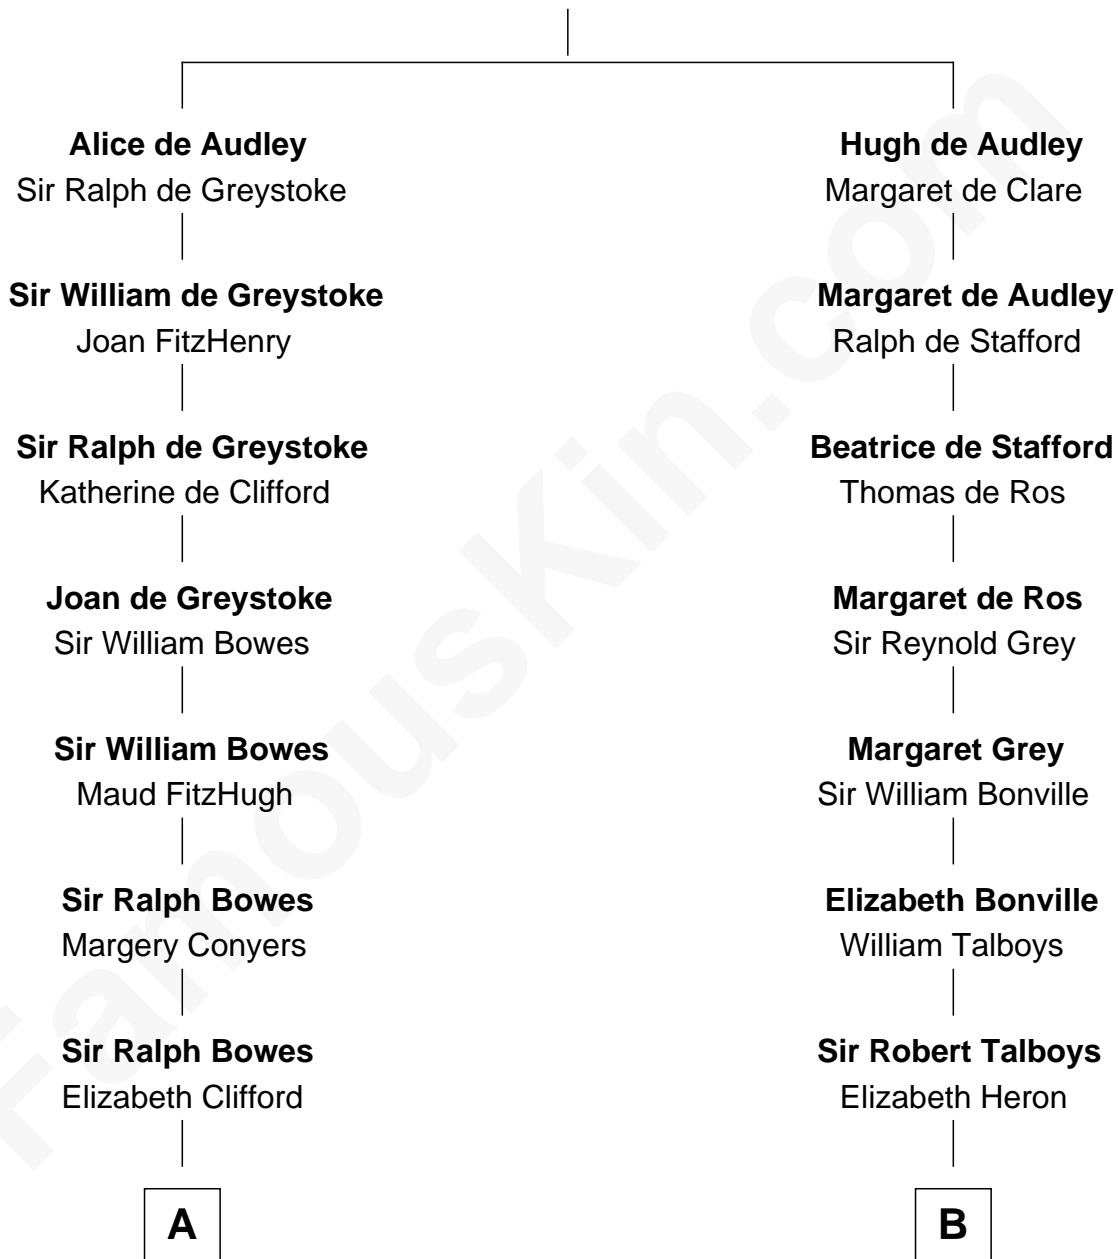 Alice de Audley
Sir Ralph de Greystoke
Sir William de Greystoke
Joan FitzHenry
Sir Ralph de Greystoke
Katherine de Clifford
Joan de Greystoke
Sir William Bowes
Sir William Bowes
Maud FitzHugh
Sir Ralph Bowes
Margery Conyers
Sir Ralph Bowes
Elizabeth Clifford
A
Hugh de Audley
Margaret de Clare
Margaret de Audley
Ralph de Stafford
Beatrice de Stafford
Thomas de Ros
Margaret de Ros
Sir Reynold Grey
Margaret Grey
Sir William Bonville
Elizabeth Bonville
William Talboys
Sir Robert Talboys
Elizabeth Heron
B
FamousKin.com